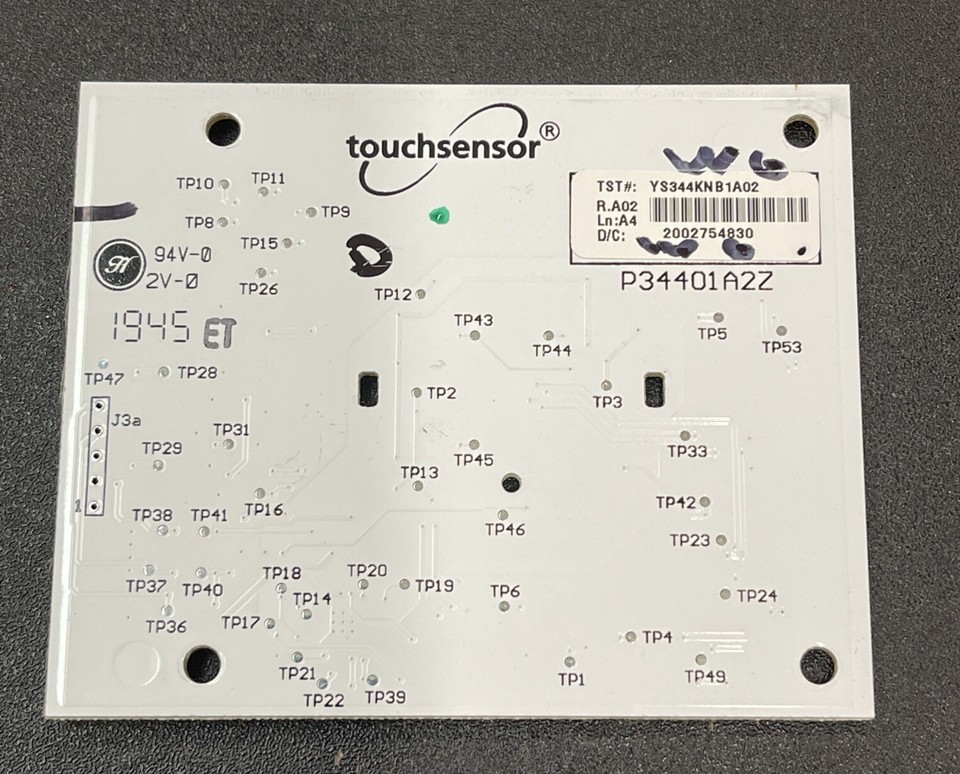 touchsensor®
TST#: YS344KNB1A02
R.A02
Ln:A4
D/C: 2002754830
P34401A2Z
TP10
TP11
TP8
TP9
TP15
H 94V-0
2V-0
TP26
TP12
1945 ET
TP43
TP44
TP5
TP53
TP47
TP28
TP2
TP3
J3a
TP31
TP29
TP45
TP33
TP13
TP16
1
TP38
TP41
TP46
TP42
TP23
TP37
TP40
TP18
TP20
TP19
TP6
TP24
TP14
TP36
TP17
TP4
TP21
TP22
TP39
TP1
TP49